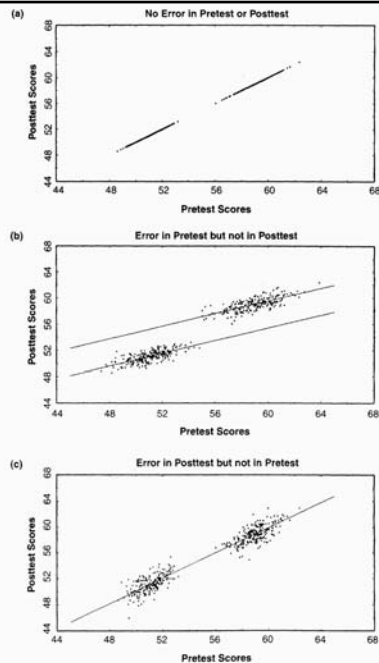 (a) No Error in Pretest or Posttest
Posttest Scores
68
64
60
56
52
48
44
44 48 52 56 60 64 68
Pretest Scores
(b) Error in Pretest but not in Posttest
Posttest Scores
68
64
60
56
52
48
44
44 48 52 56 60 64 68
Pretest Scores
(c) Error in Posttest but not in Pretest
Posttest Scores
68
64
60
56
52
48
44
44 48 52 56 60 64 68
Pretest Scores